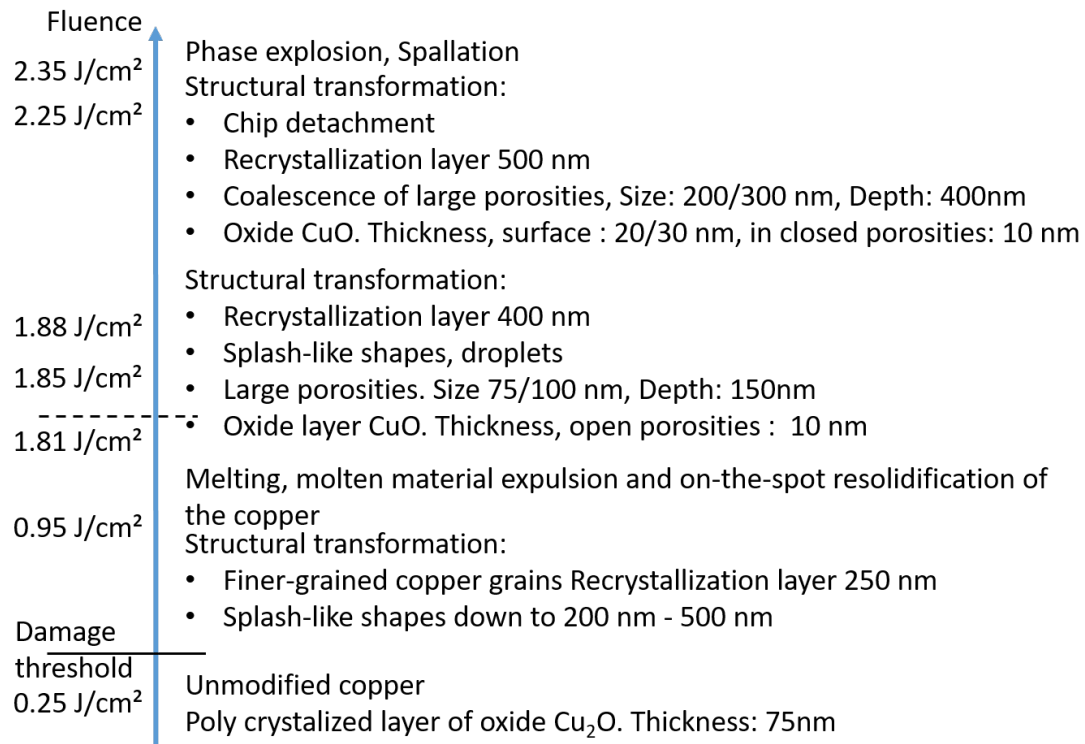 Fluence
2.35 J/cm²
2.25 J/cm²
1.88 J/cm²
1.85 J/cm²
1.81 J/cm²
0.95 J/cm²
Damage
threshold
0.25 J/cm²
Phase explosion, Spallation
Structural transformation:
• Chip detachment
• Recrystallization layer 500 nm
• Coalescence of large porosities, Size: 200/300 nm, Depth: 400nm
• Oxide CuO. Thickness, surface : 20/30 nm, in closed porosities: 10 nm
Structural transformation:
• Recrystallization layer 400 nm
• Splash-like shapes, droplets
• Large porosities. Size 75/100 nm, Depth: 150nm
• Oxide layer CuO. Thickness, open porosities : 10 nm
Melting, molten material expulsion and on-the-spot resolidification of
the copper
Structural transformation:
• Finer-grained copper grains Recrystallization layer 250 nm
• Splash-like shapes down to 200 nm - 500 nm
Unmodified copper
Poly crystalized layer of oxide Cu₂O. Thickness: 75nm